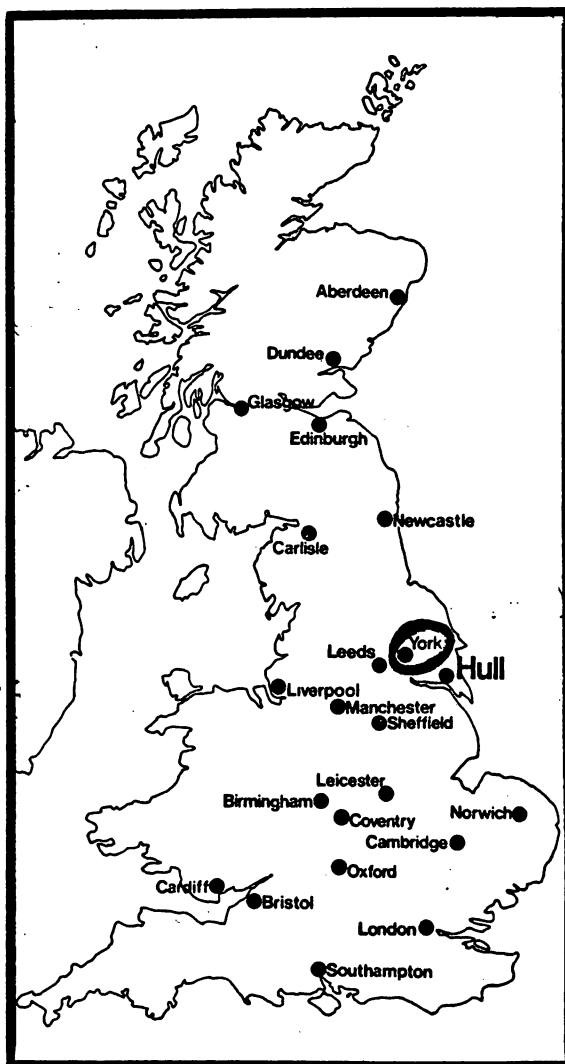 Aberdeen
Dundee
Glasgow
Edinburgh
Newcastle
Carlisle
York
Leeds
Hull
Liverpool
Manchester
Sheffield
Leicester
Birmingham
Coventry
Norwich
Cambridge
Oxford
Cardiff
Bristol
London
Southampton